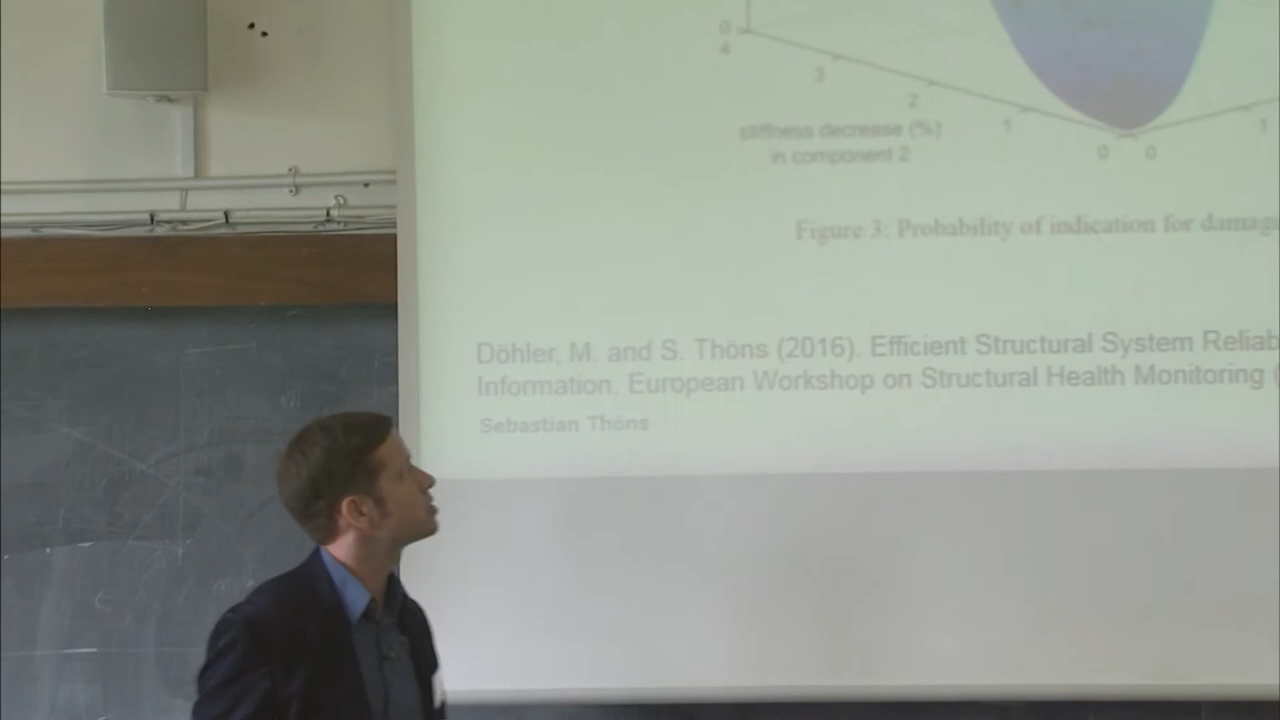 0
4
3
2
1
1
0
0
stiffness decrease (%)
in component 2
Figure 3: Probability of indication for damag
Döhler, M. and S. Thöns (2016). Efficient Structural System Reliab
Information. European Workshop on Structural Health Monitoring (
Sebastian Thöns